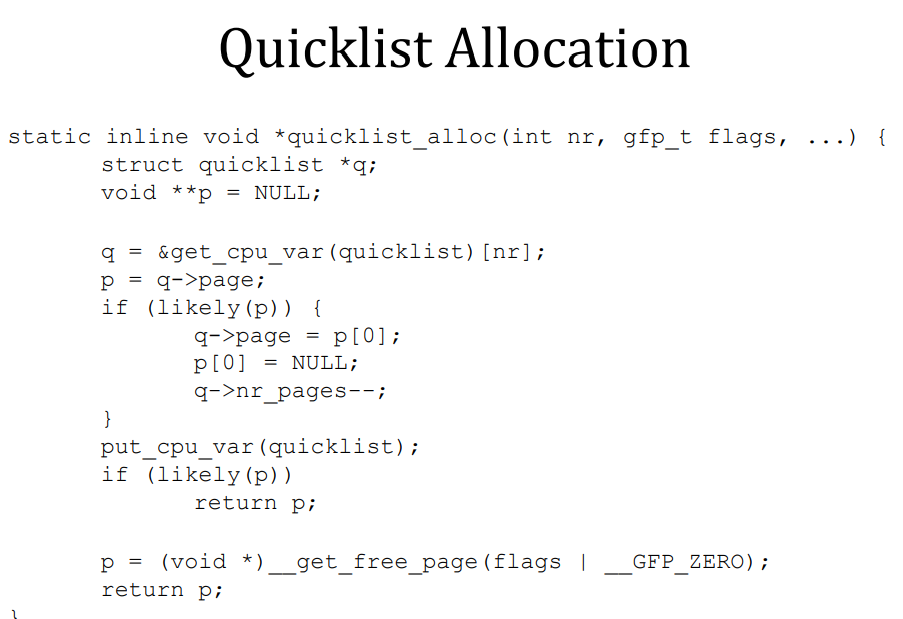 Quicklist Allocation
static inline void *quicklist_alloc(int nr, gfp_t flags, ...) {
struct quicklist *q;
void **p = NULL;
q = &get_cpu_var(quicklist)[nr];
p = q->page;
if (likely(p)) {
q->page = p[0];
p[0] = NULL;
q->nr_pages--;
}
put_cpu_var(quicklist);
if (likely(p))
return p;
p = (void *)__get_free_page(flags | __GFP_ZERO);
return p;
}